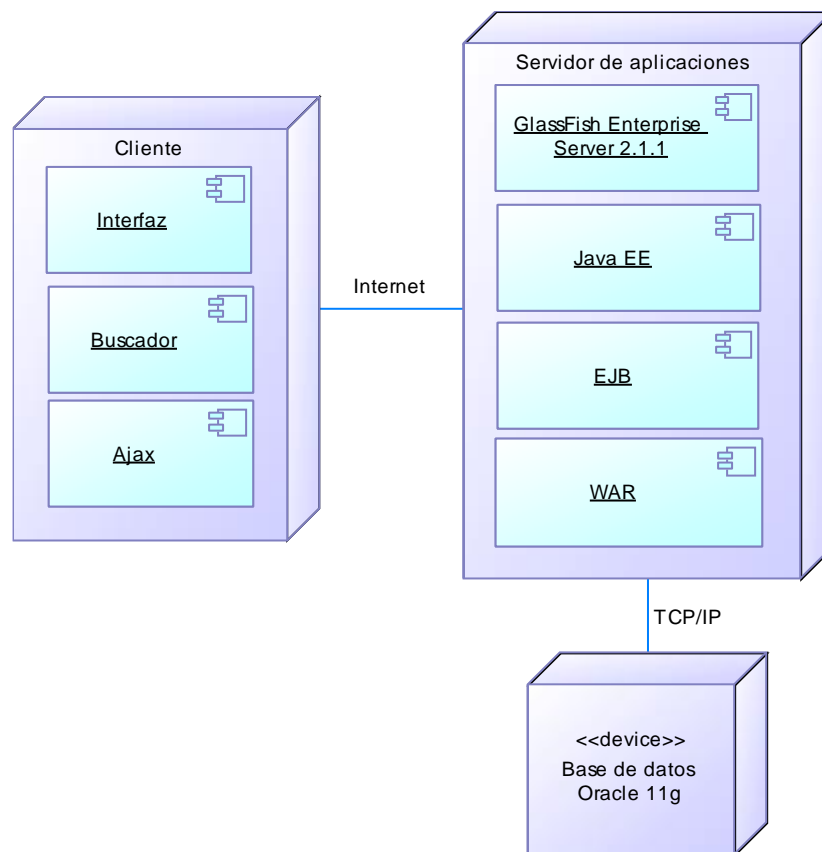 Cliente
Interfaz
Buscador
Ajax
Internet
Servidor de aplicaciones
GlassFish Enterprise
Server 2.1.1
Java EE
EJB
WAR
TCP/IP
<<device>>
Base de datos
Oracle 11g